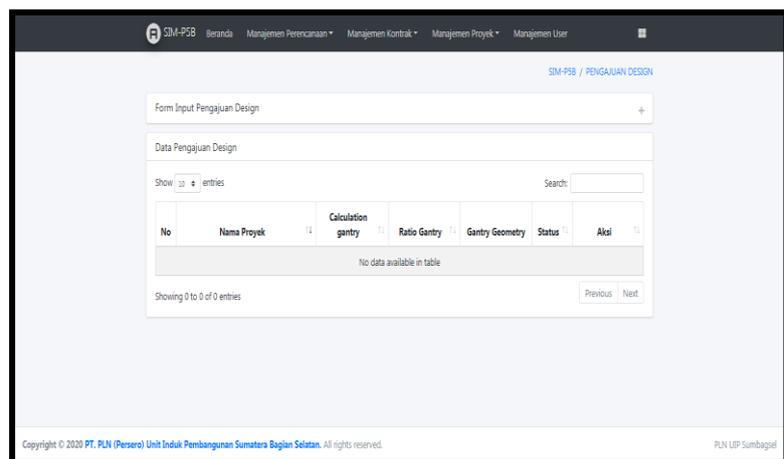 SIM-P5B Beranda Manajemen Perencanaan Manajemen Kontrak Manajemen Proyek Manajemen User
SIM-P5B / PENGAJUAN DESIGN
Form Input Pengajuan Design +
Data Pengajuan Design
Show 10 entries Search:
No Nama Proyek Calculation gantry Ratio Gantry Gantry Geometry Status Aksi
No data available in table
Showing 0 to 0 of 0 entries Previous Next
Copyright © 2020 PT. PLN (Persero) Unit Induk Pembangunan Sumatera Bagian Selatan. All rights reserved. PLN UIP Sumbagsel